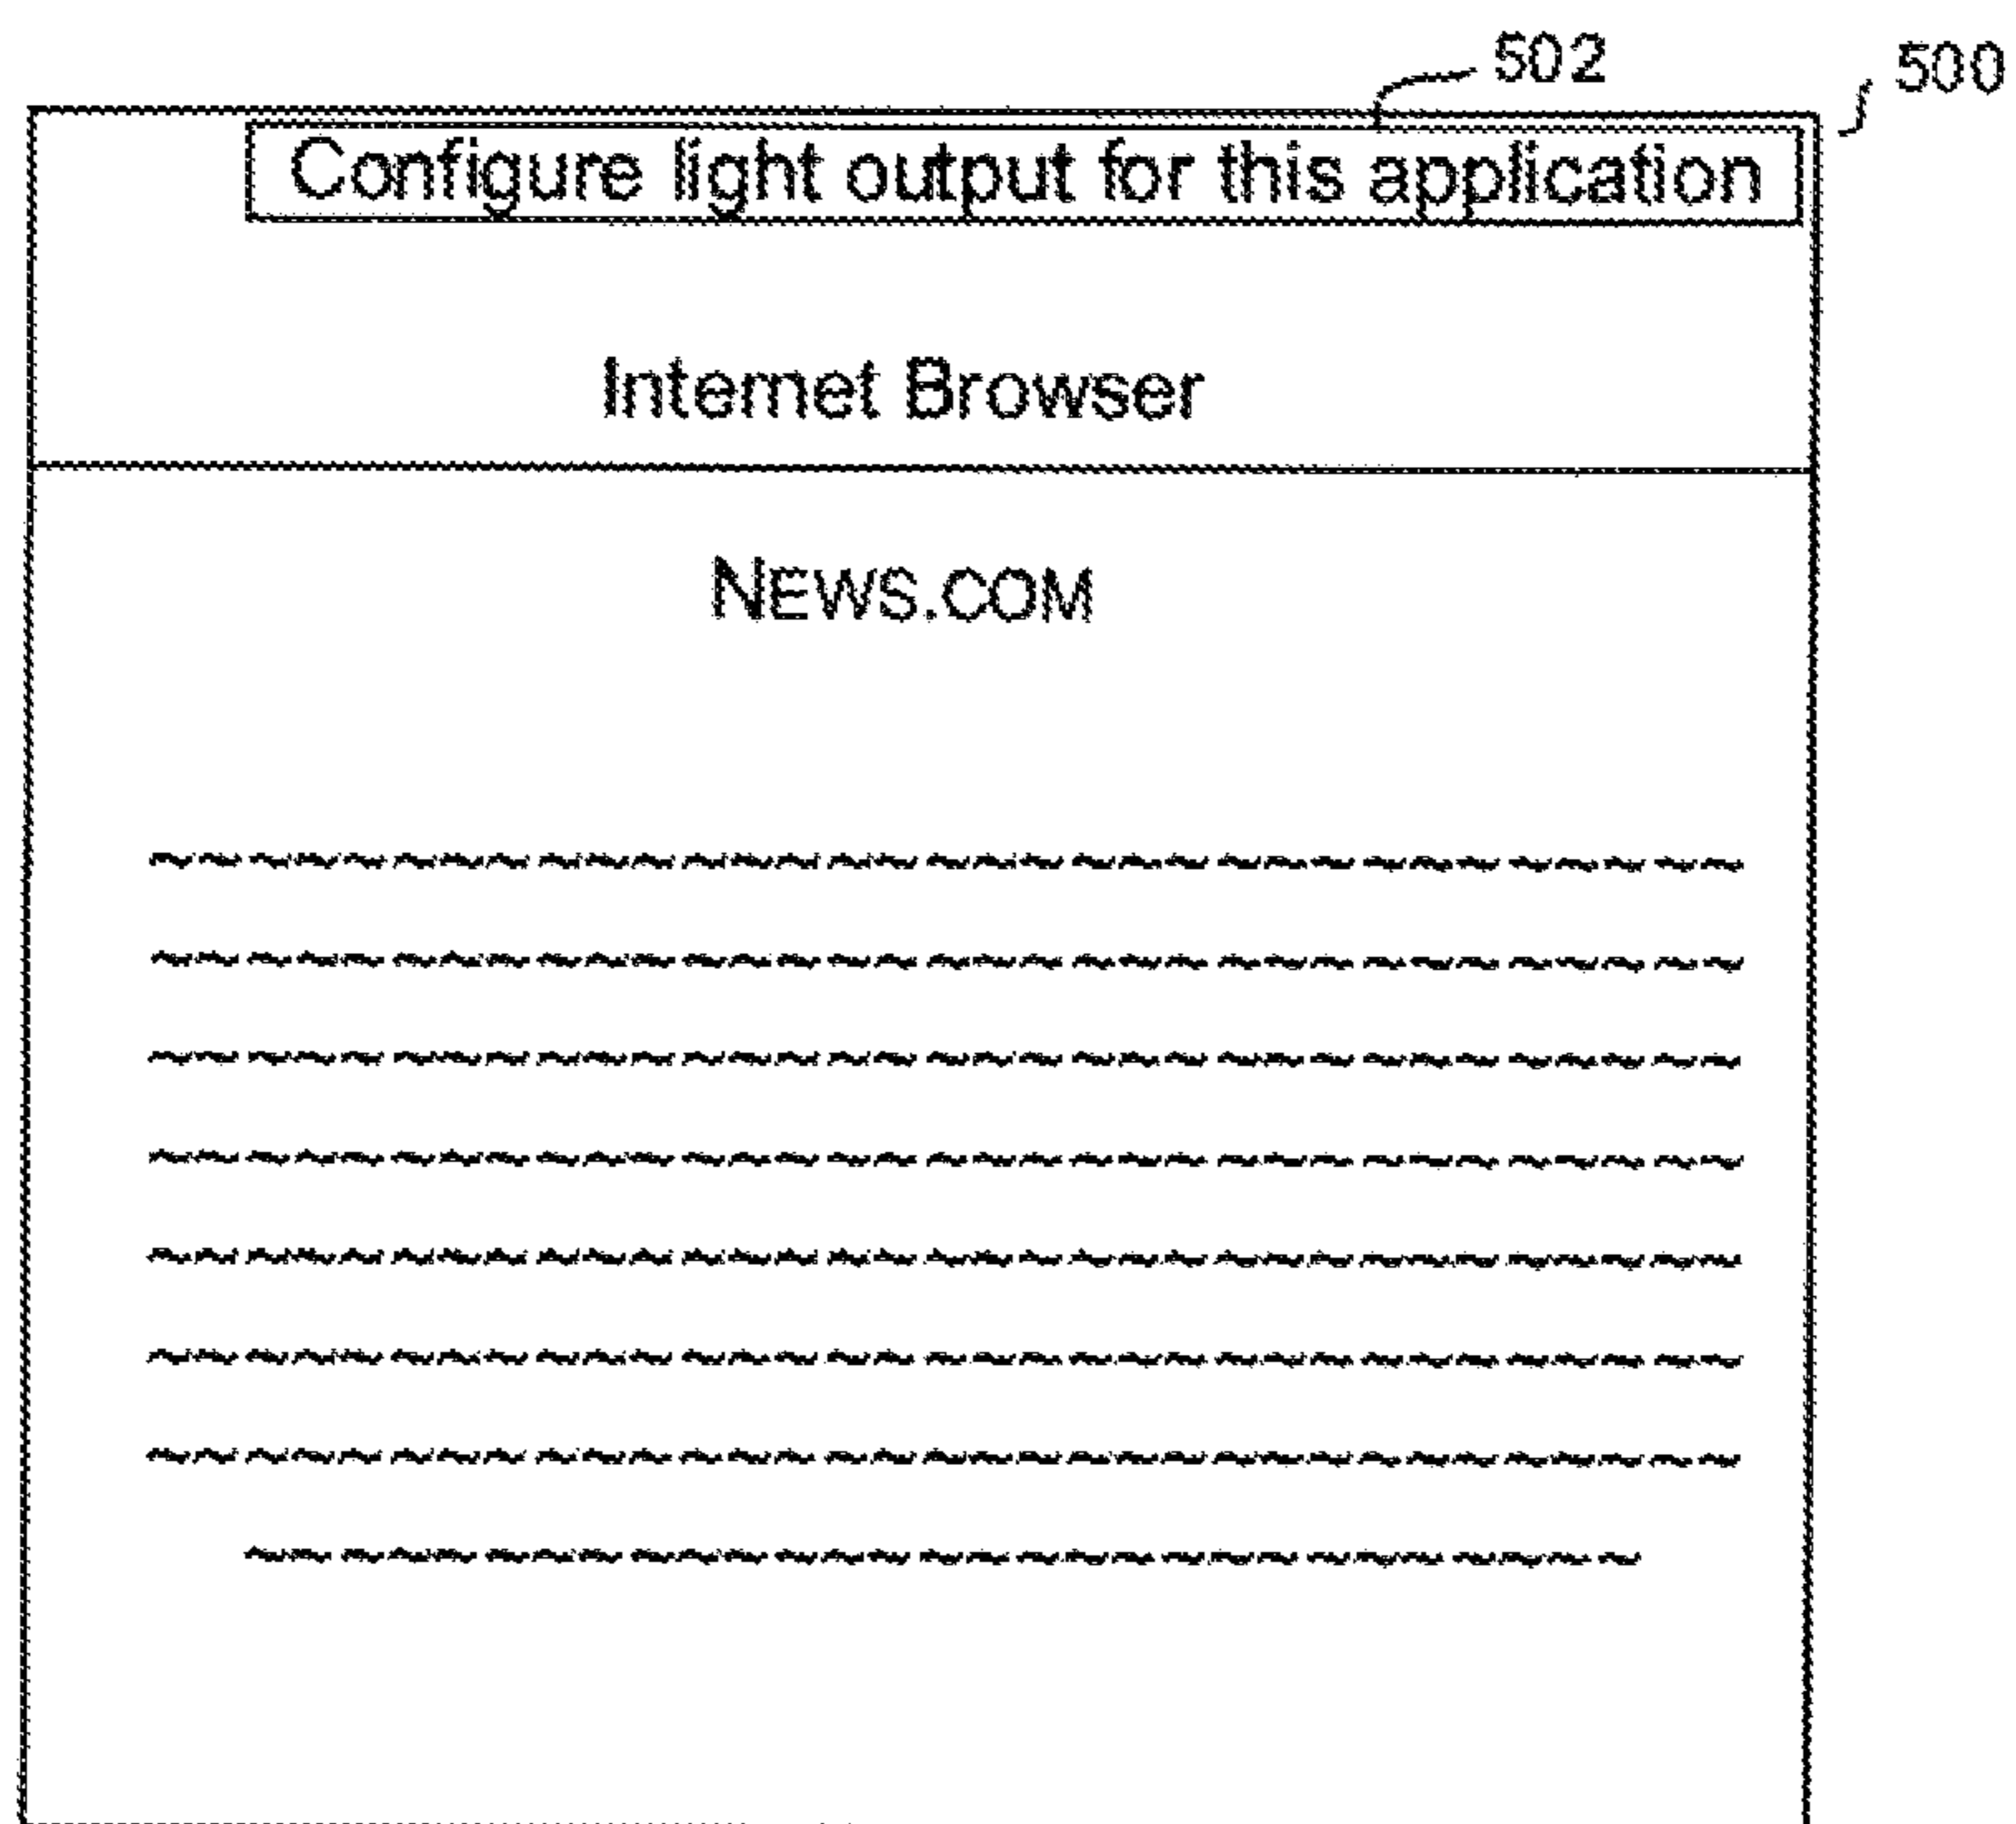 502
500
Configure light output for this application
Internet Browser
NEWS.COM